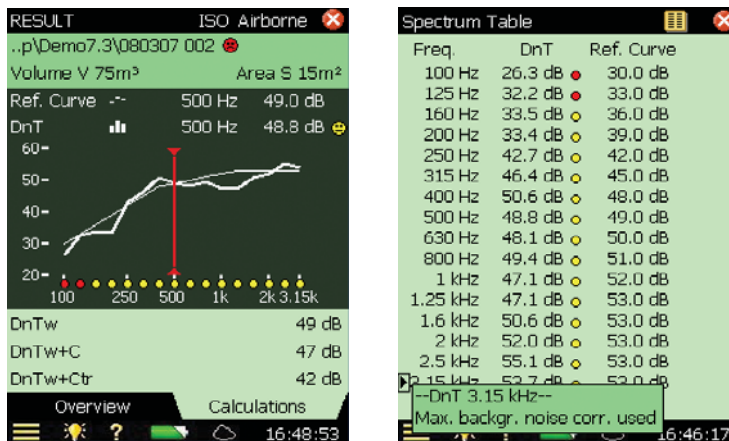 RESULT ISO Airborne
..p\Demo7.3\080307 002
Volume V 75m³ Area S 15m²
Ref. Curve 500 Hz 49.0 dB
DnT 500 Hz 48.8 dB
60-
50-
40-
30-
20-
100 250 500 1k 2k 3.15k
DnTw 49 dB
DnTw+C 47 dB
DnTw+Ctr 42 dB
Overview Calculations
? 16:48:53
Spectrum Table
Freq. DnT Ref. Curve
100 Hz 26.3 dB 30.0 dB
125 Hz 32.2 dB 33.0 dB
160 Hz 33.5 dB 36.0 dB
200 Hz 33.4 dB 39.0 dB
250 Hz 42.7 dB 42.0 dB
315 Hz 46.4 dB 45.0 dB
400 Hz 50.6 dB 48.0 dB
500 Hz 48.8 dB 49.0 dB
630 Hz 48.1 dB 50.0 dB
800 Hz 49.4 dB 51.0 dB
1 kHz 47.1 dB 52.0 dB
1.25 kHz 47.1 dB 53.0 dB
1.6 kHz 50.6 dB 53.0 dB
2 kHz 52.0 dB 53.0 dB
2.5 kHz 55.1 dB 53.0 dB
3.15 kHz 53.7 dB 53.0 dB
--DnT 3.15 kHz--
Max. backgr. noise corr. used
16:46:17